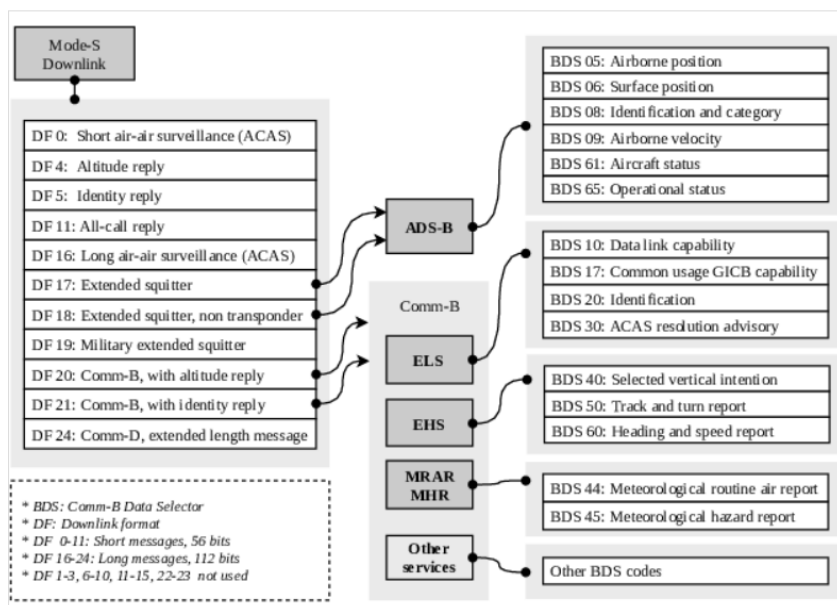 Mode-S
Downlink
DF 0: Short air-air surveillance (ACAS)
DF 4: Altitude reply
DF 5: Identity reply
DF 11: All-call reply
DF 16: Long air-air surveillance (ACAS)
DF 17: Extended squitter
DF 18: Extended squitter, non transponder
DF 19: Military extended squitter
DF 20: Comm-B, with altitude reply
DF 21: Comm-B, with identity reply
DF 24: Comm-D, extended length message
* BDS: Comm-B Data Selector
* DF: Downlink format
* DF 0-11: Short messages, 56 bits
* DF 16-24: Long messages, 112 bits
* DF 1-3, 6-10, 11-15, 22-23 not used
ADS-B
Comm-B
ELS
EHS
MRAR
MHR
Other
services
BDS 05: Airborne position
BDS 06: Surface position
BDS 08: Identification and category
BDS 09: Airborne velocity
BDS 61: Aircraft status
BDS 65: Operational status
BDS 10: Data link capability
BDS 17: Common usage GICB capability
BDS 20: Identification
BDS 30: ACAS resolution advisory
BDS 40: Selected vertical intention
BDS 50: Track and turn report
BDS 60: Heading and speed report
BDS 44: Meteorological routine air report
BDS 45: Meteorological hazard report
Other BDS codes